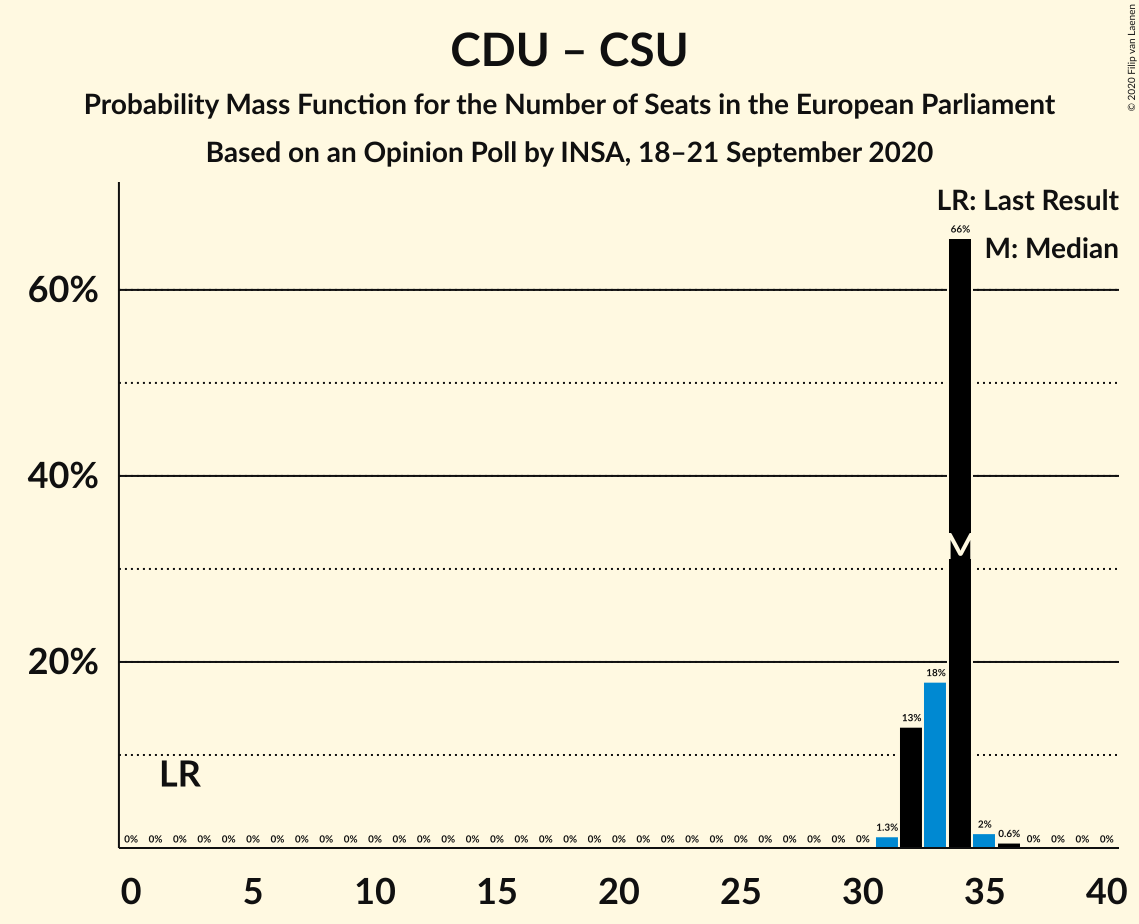 CDU – CSU
Probability Mass Function for the Number of Seats in the European Parliament
Based on an Opinion Poll by INSA, 18–21 September 2020
© 2020 Filip van Laenen
LR: Last Result
M: Median
60%
40%
20%
66%
M
18%
13%
LR
1.3%
2%
0.6%
0% 0% 0% 0% 0% 0% 0% 0% 0% 0% 0% 0% 0% 0% 0% 0% 0% 0% 0% 0% 0% 0% 0% 0% 0% 0% 0% 0% 0% 0% 0% 0% 0% 0% 0%
0 5 10 15 20 25 30 35 40